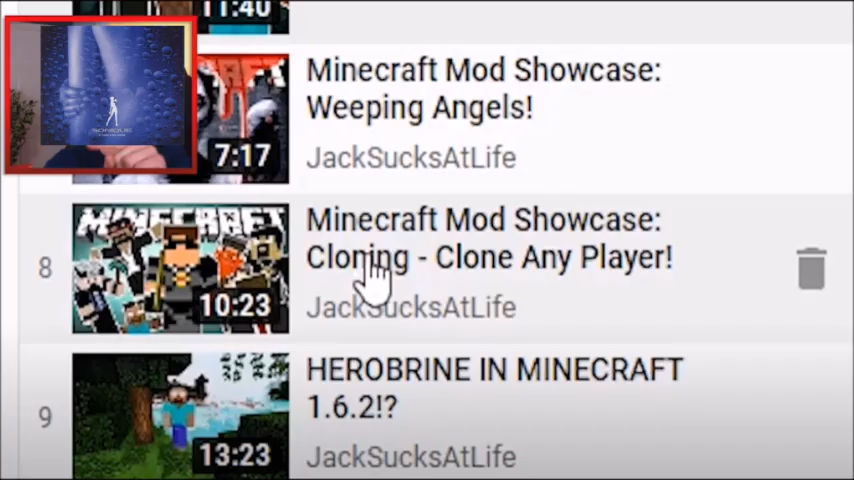 11:40
Minecraft Mod Showcase:
Weeping Angels!
7:17
JackSucksAtLife
8
MINECRAFT
Minecraft Mod Showcase:
Cloning - Clone Any Player!
10:23
JackSucksAtLife
9
HEROBRINE IN MINECRAFT
1.6.2!?
13:23
JackSucksAtLife